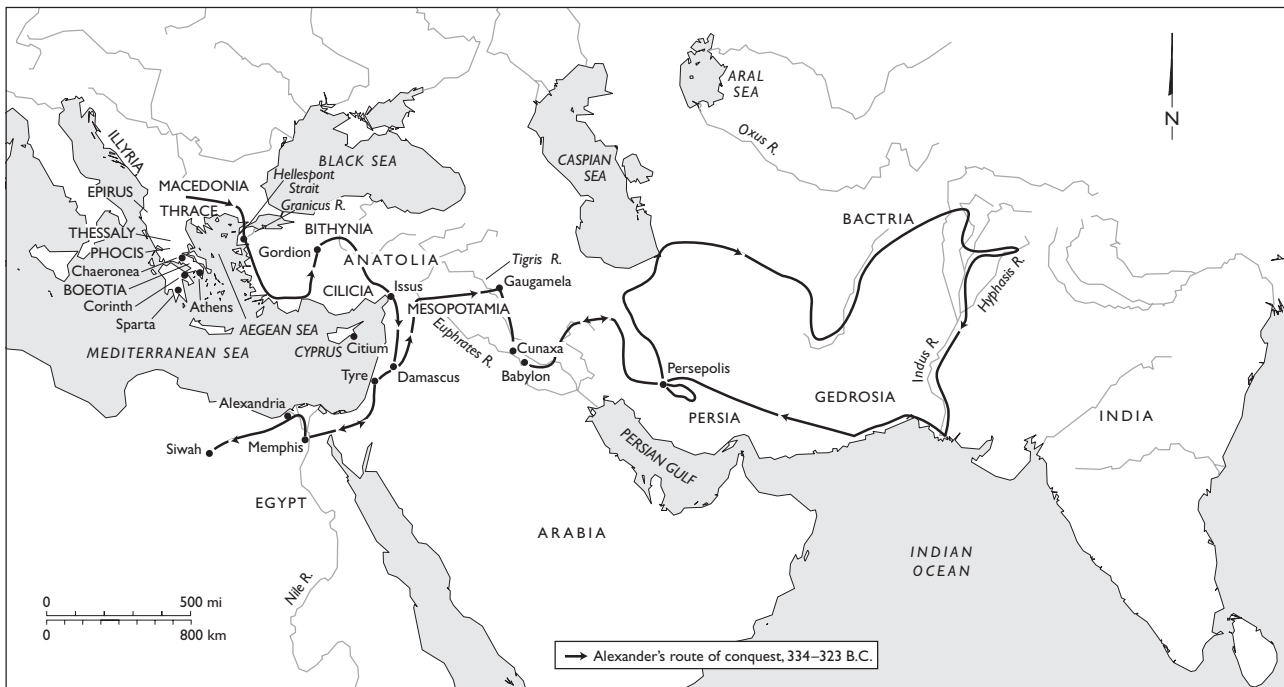 ARAL
SEA
N
Oxus R.
ILLYRIA
BLACK SEA
CASPIAN
SEA
Hellespont
Strait
Granicus R.
EPIRUS
MACEDONIA
THRACE
BACTRIA
THESSALY
PHOCIS
Chaeronea
BOEOTIA
Corinth
Sparta
Athens
BITHYNIA
Gordion
ANATOLIA
Tigris R.
Gaugamela
CILICIA
Issus
MESOPOTAMIA
Hyphasis R.
AEGEAN SEA
Euphrates R.
MEDITERRANEAN SEA
CYPRUS
Citium
Cunaxa
Babylon
Indus R.
Tyre
Damascus
Persepolis
GEDROSIA
Alexandria
PERSIA
INDIA
Siwah
Memphis
PERSIAN GULF
EGYPT
ARABIA
INDIAN
OCEAN
Nile R.
0 500 mi
0 800 km
Alexander's route of conquest, 334–323 B.C.